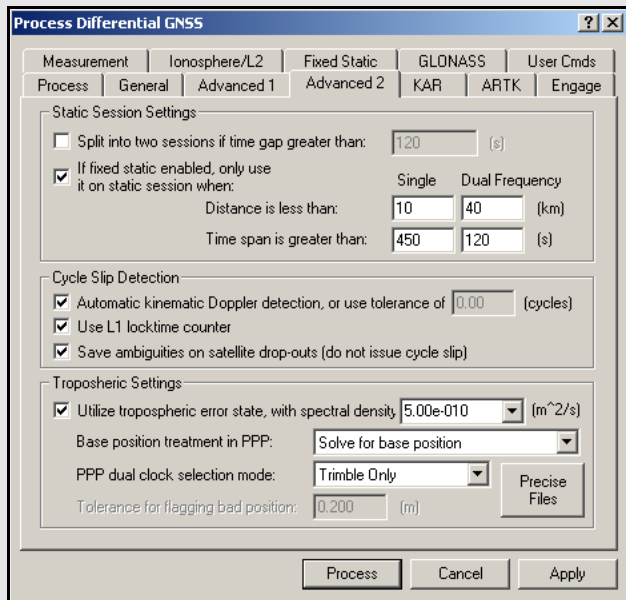 Process Differential GNSS
Measurement Ionosphere/L2 Fixed Static GLONASS User Cmds
Process General Advanced 1 Advanced 2 KAR ARTK Engage
Static Session Settings
Split into two sessions if time gap greater than: 120 (s)
If fixed static enabled, only use
it on static session when:
Single Dual Frequency
Distance is less than: 10 40 (km)
Time span is greater than: 450 120 (s)
Cycle Slip Detection
Automatic kinematic Doppler detection, or use tolerance of 0.00 (cycles)
Use L1 locktime counter
Save ambiguities on satellite drop-outs (do not issue cycle slip)
Troposheric Settings
Utilize tropospheric error state, with spectral density 5.00e-010 (m^2/s)
Base position treatment in PPP: Solve for base position
PPP dual clock selection mode: Trimble Only
Precise
Files
Tolerance for flagging bad position: 0.200 (m)
Process Cancel Apply